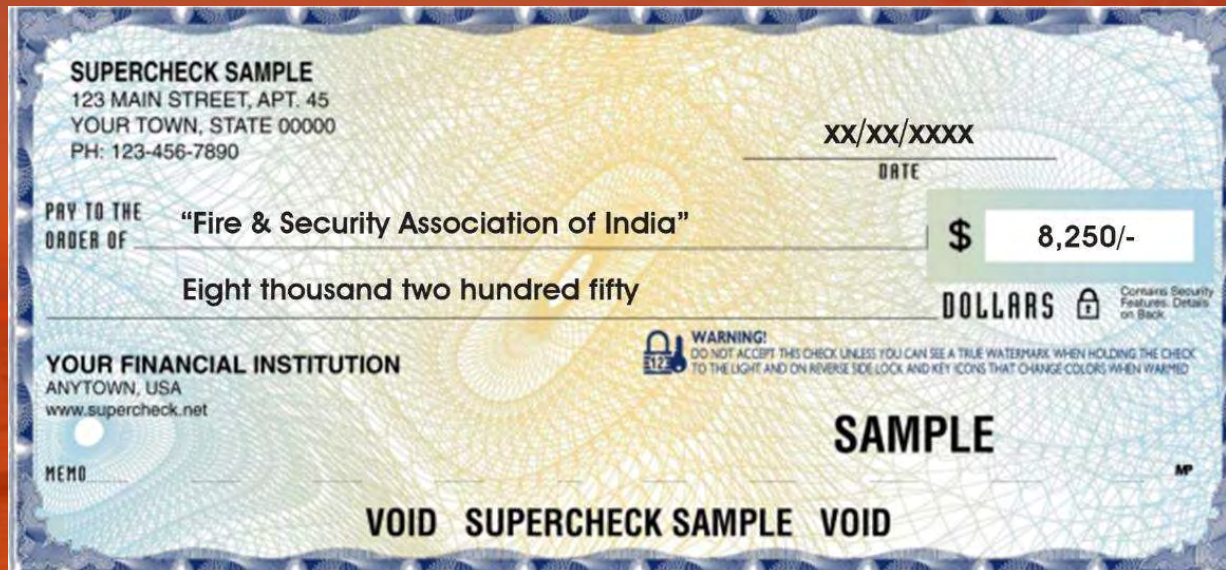 SUPERCHECK SAMPLE
123 MAIN STREET, APT. 45
YOUR TOWN, STATE 00000
PH: 123-456-7890
xx/xx/xxxx
DATE
PAY TO THE
ORDER OF
"Fire & Security Association of India"
$ 8,250/-
Eight thousand two hundred fifty
DOLLARS
Contains Security
Features. Details
on Back.
WARNING!
DO NOT ACCEPT THIS CHECK UNLESS YOU CAN SEE A TRUE WATERMARK WHEN HOLDING THE CHECK
TO THE LIGHT AND ON REVERSE SIDE LOCK AND KEY ICONS THAT CHANGE COLORS WHEN WARMED
YOUR FINANCIAL INSTITUTION
ANYTOWN, USA
www.supercheck.net
SAMPLE
MEMO
MP
VOID SUPERCHECK SAMPLE VOID